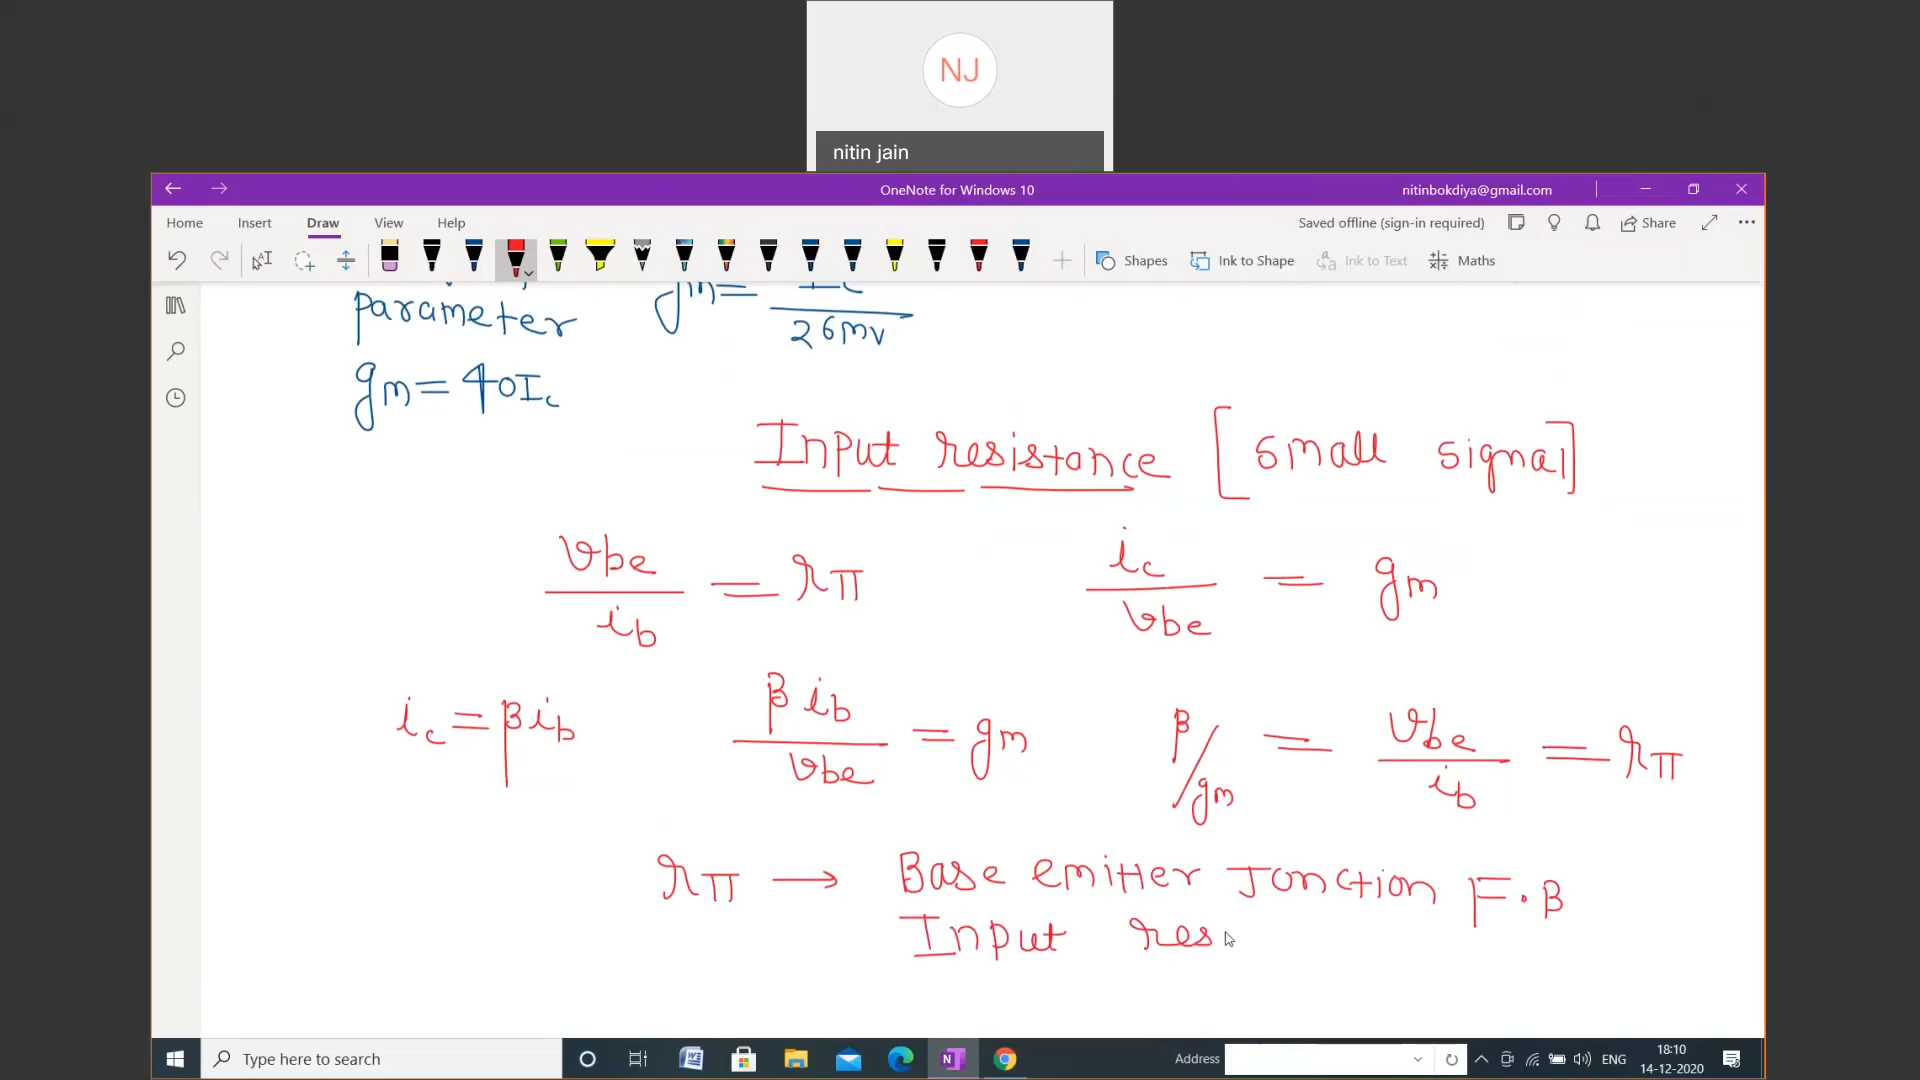 NJ
nitin jain
OneNote for Windows 10
nitinbokdiya@gmail.com
Home Insert Draw View Help
Saved offline (sign-in required)
Share
Shapes
Ink to Shape
Ink to Text
Maths
parameter gm = Ic / 26mv
gm = 40Ic
Input resistance [small signal]
vbe / ib = rπ
ic / vbe = gm
ic = βib
βib / vbe = gm
β/gm = vbe / ib = rπ
rπ → Base emitter Jonction F.B
Input res
Type here to search
Address
ENG
18:10
14-12-2020